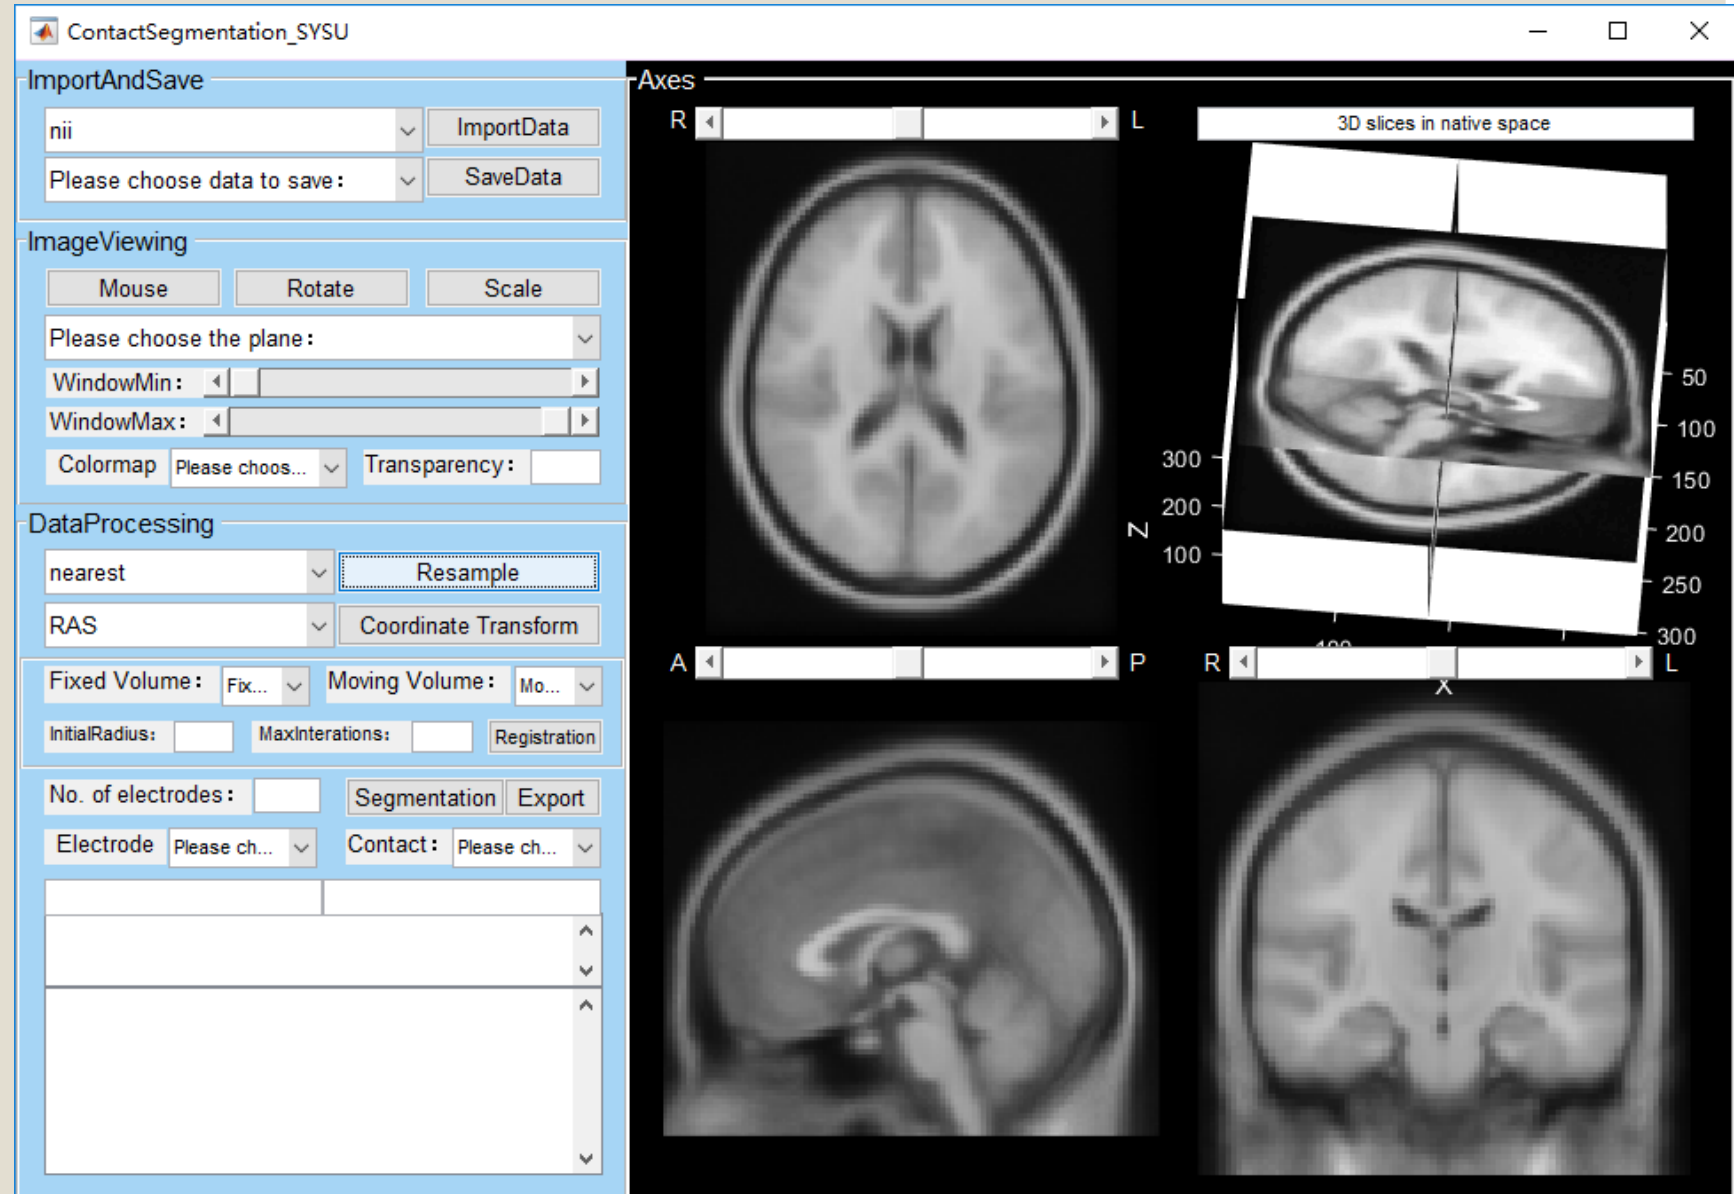 ContactSegmentation_SYSU
ImportAndSave
nii
ImportData
Please choose data to save:
SaveData
ImageViewing
Mouse
Rotate
Scale
Please choose the plane:
WindowMin:
WindowMax:
Colormap
Please choos...
Transparency:
DataProcessing
nearest
Resample
RAS
Coordinate Transform
Fixed Volume:
Fix...
Moving Volume:
Mo...
InitialRadius:
MaxInterations:
Registration
No. of electrodes:
Segmentation
Export
Electrode
Please ch...
Contact:
Please ch...
Axes
R
L
3D slices in native space
50
100
150
200
250
300
300
200
100
Z
100
X
A
P
R
L